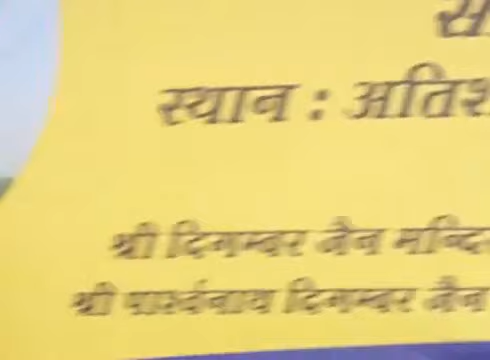 स्थान : अतिश
श्री दिगम्बर जैन मन्दि
श्री पार्श्वनाथ दिगम्बर जैन